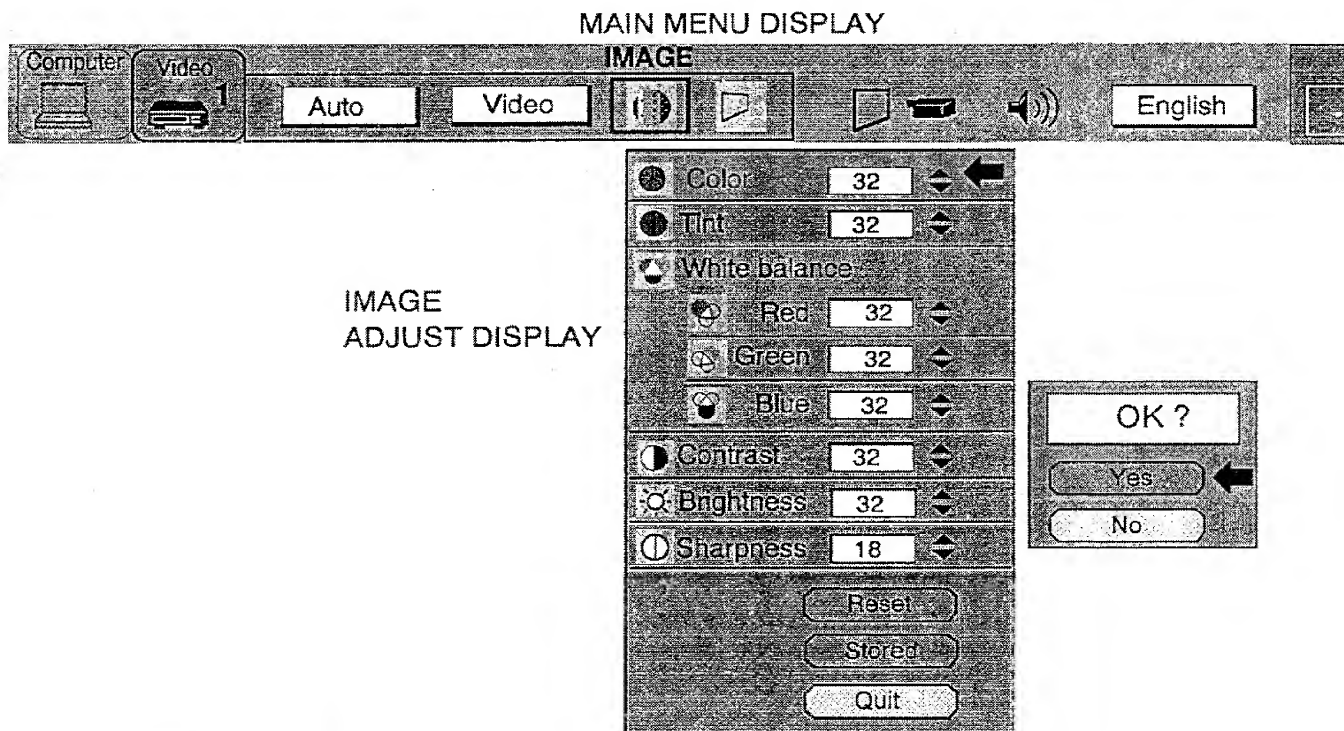 MAIN MENU DISPLAY
IMAGE
Computer
Video
1
Auto
Video
English
Color 32
Tint 32
White balance
Red 32
Green 32
Blue 32
Contrast 32
Brightness 32
Sharpness 18
Reset
Stored
Quit
IMAGE
ADJUST DISPLAY
OK ?
Yes
No